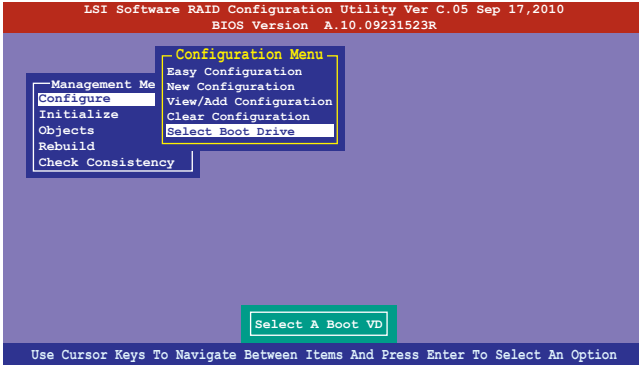 LSI Software RAID Configuration Utility Ver C.05 Sep 17,2010
BIOS Version A.10.09231523R
Configuration Menu
Easy Configuration
New Configuration
View/Add Configuration
Clear Configuration
Select Boot Drive
Management Me
Configure
Initialize
Objects
Rebuild
Check Consistency
Select A Boot VD
Use Cursor Keys To Navigate Between Items And Press Enter To Select An Option